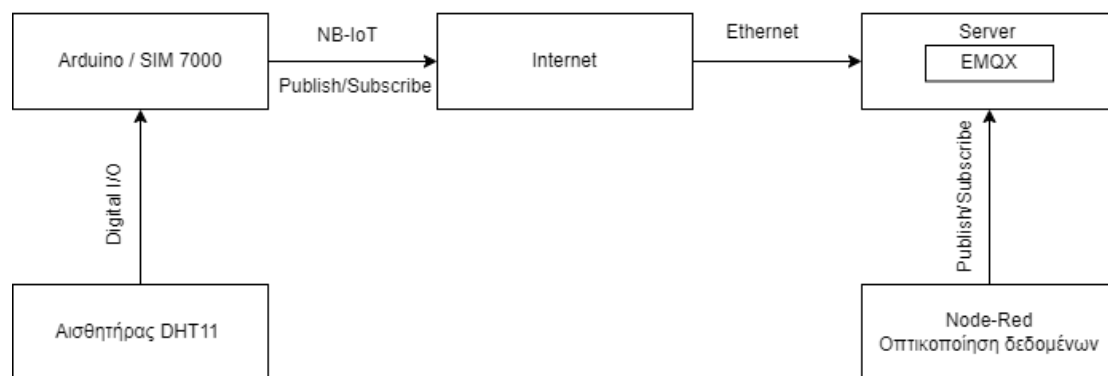 Arduino / SIM 7000
NB-IoT
Publish/Subscribe
Internet
Ethernet
Server
EMQX
Digital I/O
Publish/Subscribe
Αισθητήρας DHT11
Node-Red
Οπτικοποίηση δεδομένων